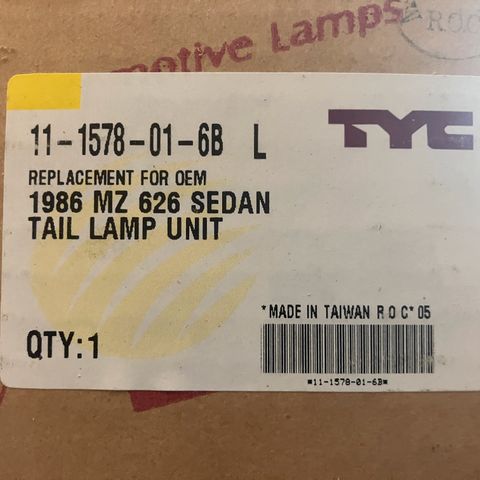 motive Lamps
R.O.C
TYC
11-1578-01-6B L
REPLACEMENT FOR OEM
1986 MZ 626 SEDAN
TAIL LAMP UNIT
*MADE IN TAIWAN R O C* 05
QTY:1
*11-1578-01-6B*